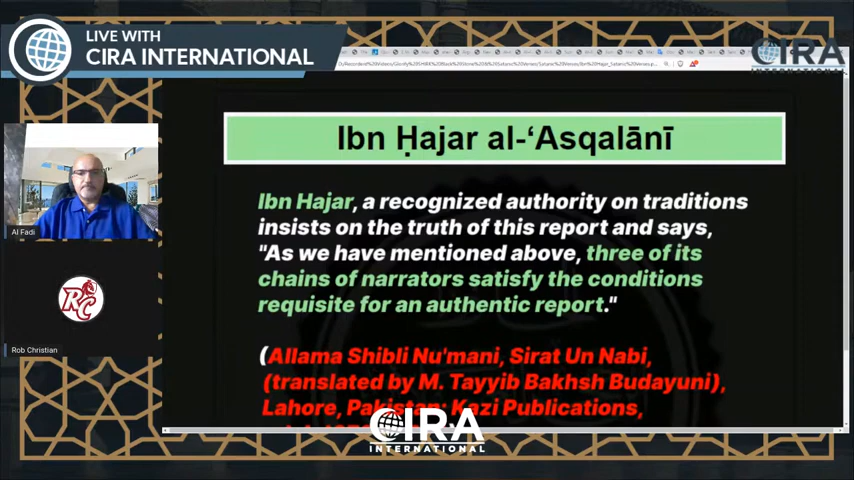 LIVE WITH
CIRA INTERNATIONAL
CIRA
INTERNATIONAL
Ibn Ḥajar al-‘Asqalānī
Ibn Hajar, a recognized authority on traditions
insists on the truth of this report and says,
"As we have mentioned above, three of its
chains of narrators satisfy the conditions
requisite for an authentic report."
(Allama Shibli Nu'mani, Sirat Un Nabi,
(translated by M. Tayyib Bakhsh Budayuni),
Lahore, Pakistan: Kazi Publications,
Al Fadi
RC
Rob Christian
CIRA
INTERNATIONAL